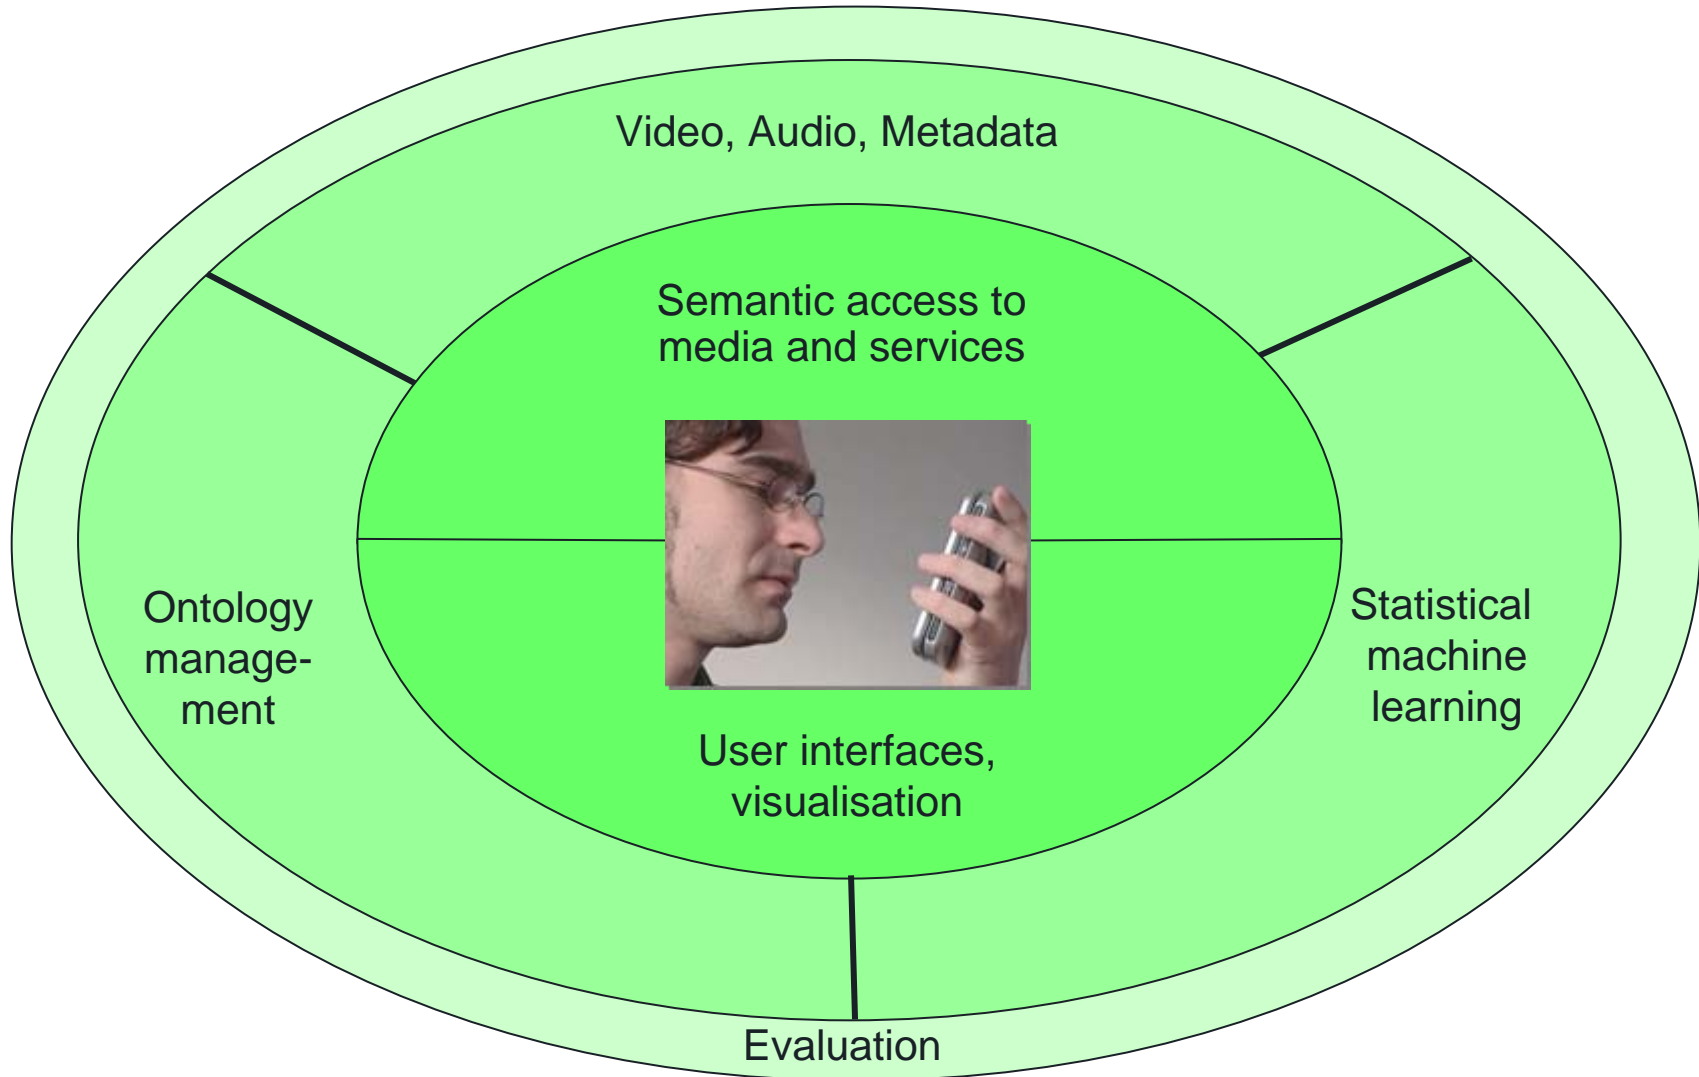 Video, Audio, Metadata
Semantic access to
media and services
Ontology
manage-
ment
Statistical
machine
learning
User interfaces,
visualisation
Evaluation